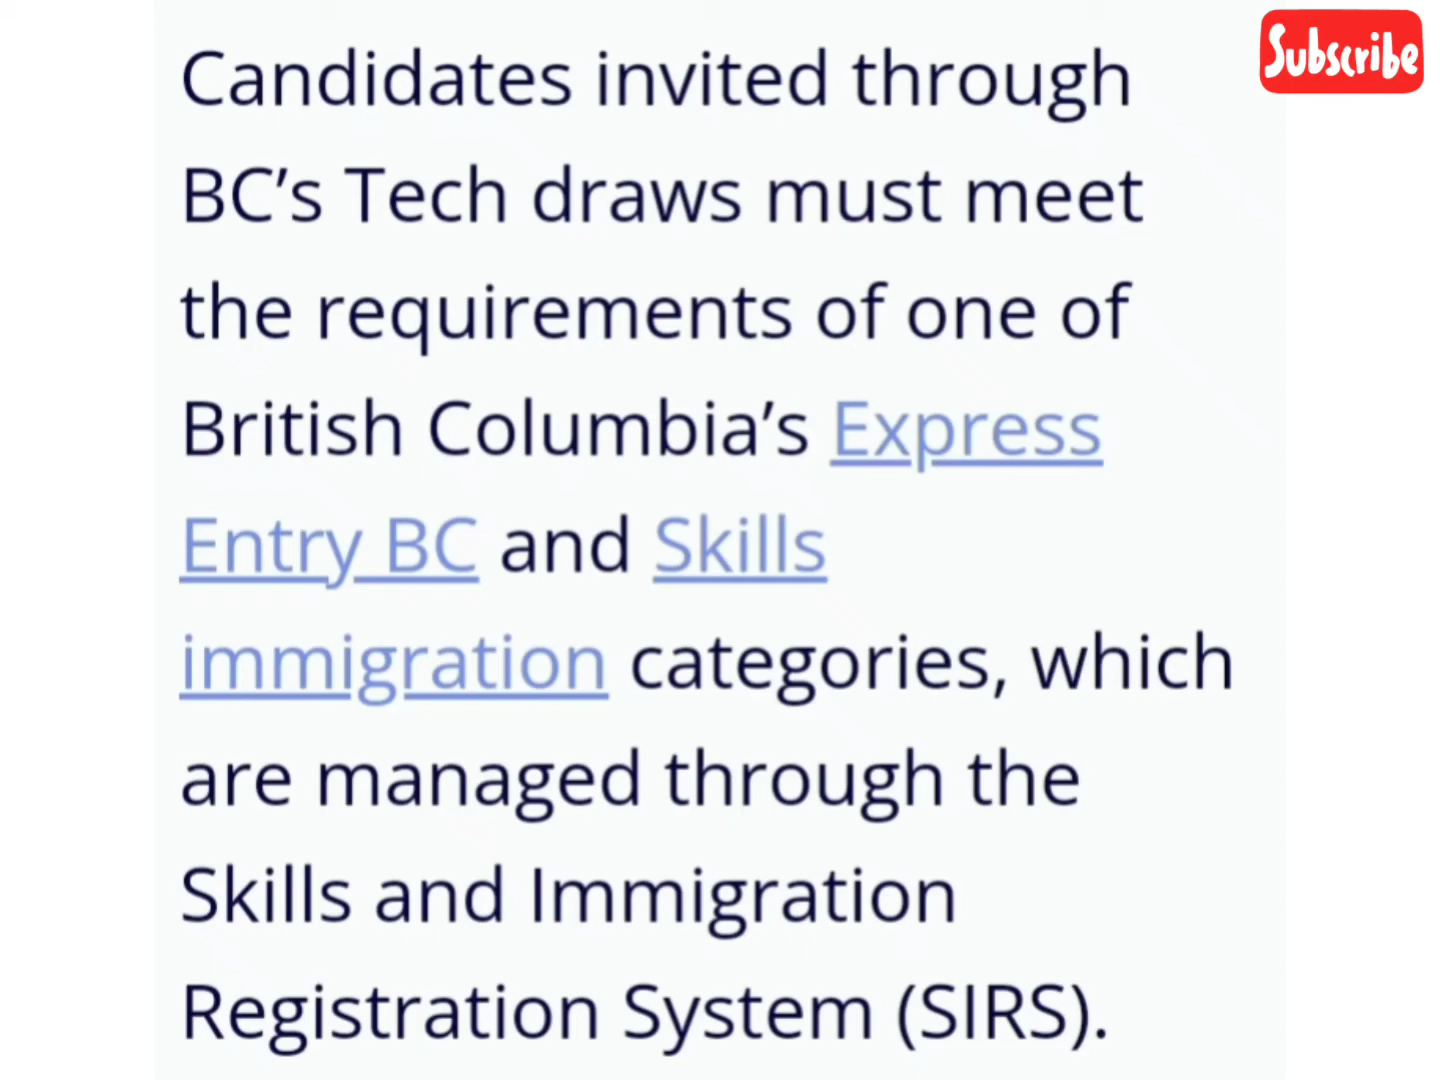 Subscribe
Candidates invited through
BC’s Tech draws must meet
the requirements of one of
British Columbia’s Express
Entry BC and Skills
immigration categories, which
are managed through the
Skills and Immigration
Registration System (SIRS).